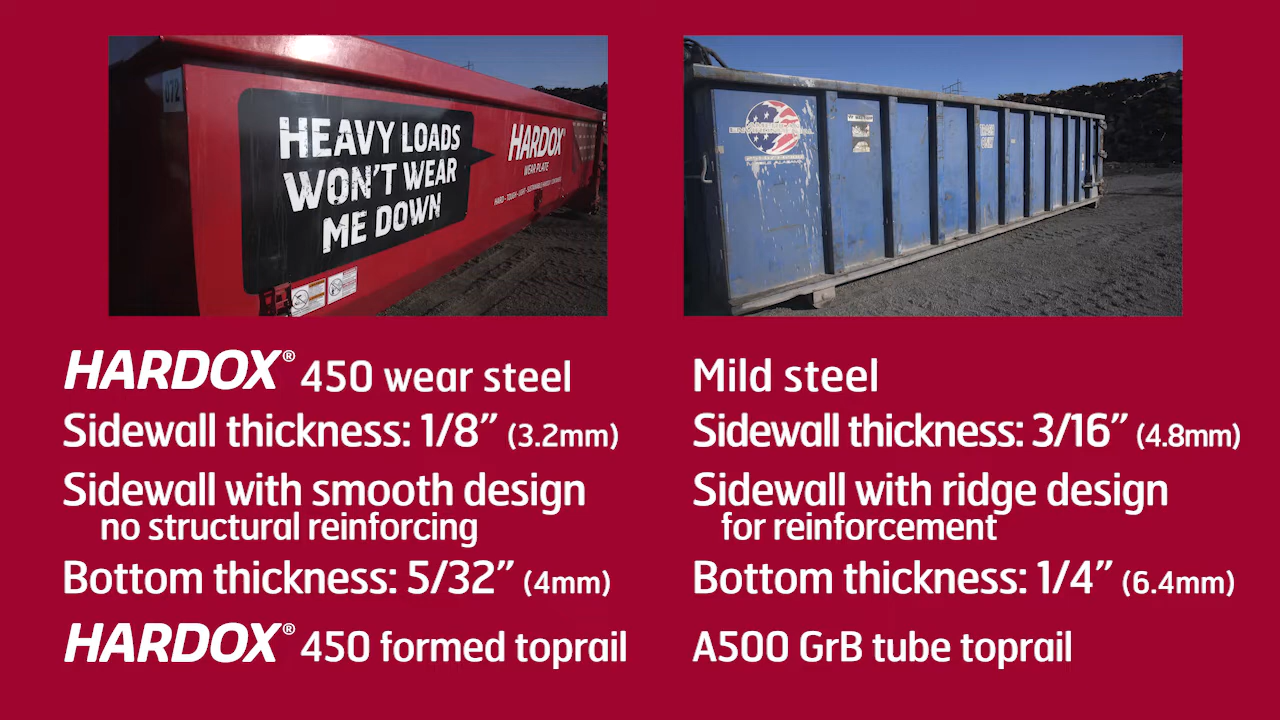 072
HEAVY LOADS
WON'T WEAR
ME DOWN
HARDOX®
WEAR PLATE
HARDOX® 450 wear steel
Sidewall thickness: 1/8” (3.2mm)
Sidewall with smooth design
no structural reinforcing
Bottom thickness: 5/32” (4mm)
HARDOX® 450 formed toprail
Mild steel
Sidewall thickness: 3/16” (4.8mm)
Sidewall with ridge design
for reinforcement
Bottom thickness: 1/4” (6.4mm)
A500 GrB tube toprail